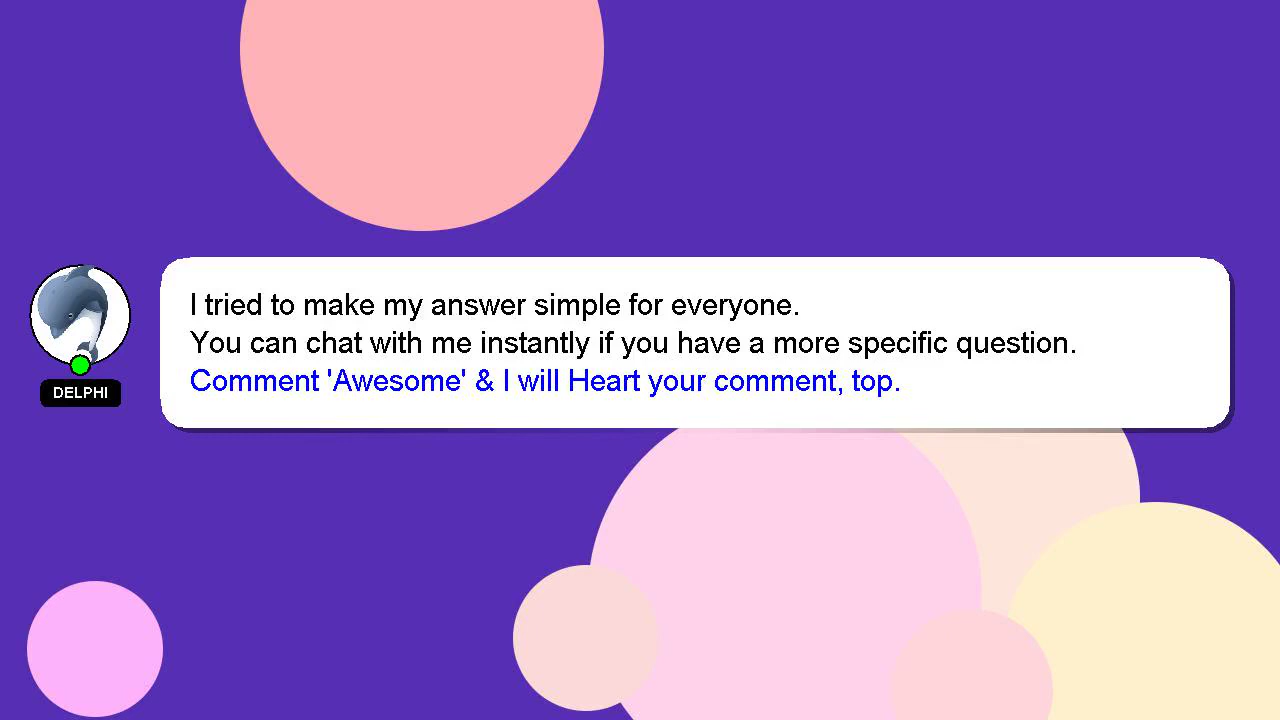 I tried to make my answer simple for everyone.
You can chat with me instantly if you have a more specific question.
Comment 'Awesome' & I will Heart your comment, top.
DELPHI